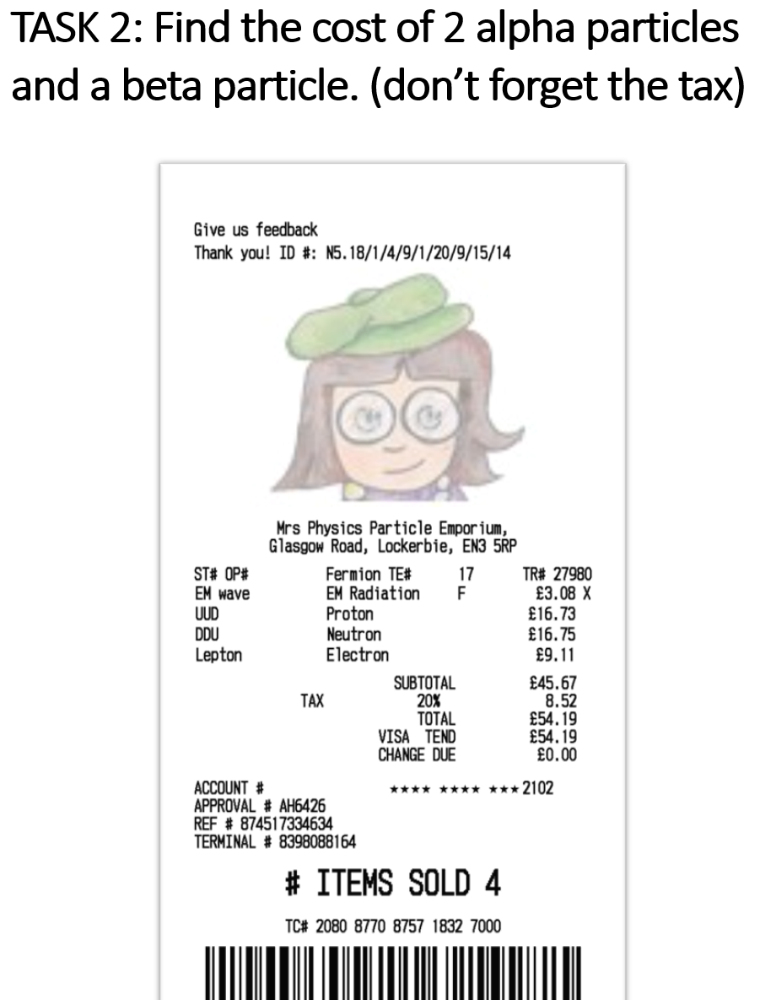 TASK 2: Find the cost of 2 alpha particles
and a beta particle. (don’t forget the tax)
Give us feedback
Thank you! ID #: N5.18/1/4/9/1/20/9/15/14
Mrs Physics Particle Emporium,
Glasgow Road, Lockerbie, EN3 5RP
ST# OP# Fermion TE# 17 TR# 27980
EM wave EM Radiation F £3.08 X
UUD Proton £16.73
DDU Neutron £16.75
Lepton Electron £9.11
SUBTOTAL £45.67
TAX 20% 8.52
TOTAL £54.19
VISA TEND £54.19
CHANGE DUE £0.00
ACCOUNT # ★★★★ ★★★★ ★★★2102
APPROVAL # AH6426
REF # 874517334634
TERMINAL # 8398088164
# ITEMS SOLD 4
TC# 2080 8770 8757 1832 7000